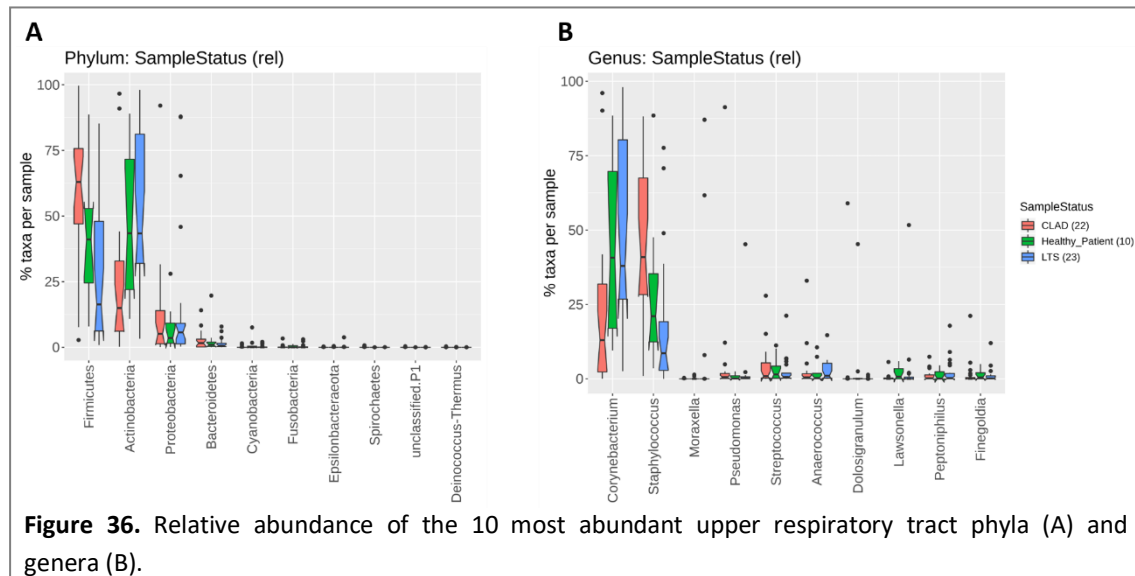 A
Phylum: SampleStatus (rel)
100
75
50
25
0
% taxa per sample
Firmicutes
Actinobacteria
Proteobacteria
Bacteroidetes
Cyanobacteria
Fusobacteria
Epsilonbacteraeota
Spirochaetes
unclassified.P1
Deinococcus-Thermus
B
Genus: SampleStatus (rel)
100
75
50
25
0
% taxa per sample
Corynebacterium
Staphylococcus
Moraxella
Pseudomonas
Streptococcus
Anaerococcus
Dolosigranulum
Lawsonella
Peptoniphilus
Finegoldia
SampleStatus
CLAD (22)
Healthy_Patient (10)
LTS (23)
Figure 36. Relative abundance of the 10 most abundant upper respiratory tract phyla (A) and
genera (B).